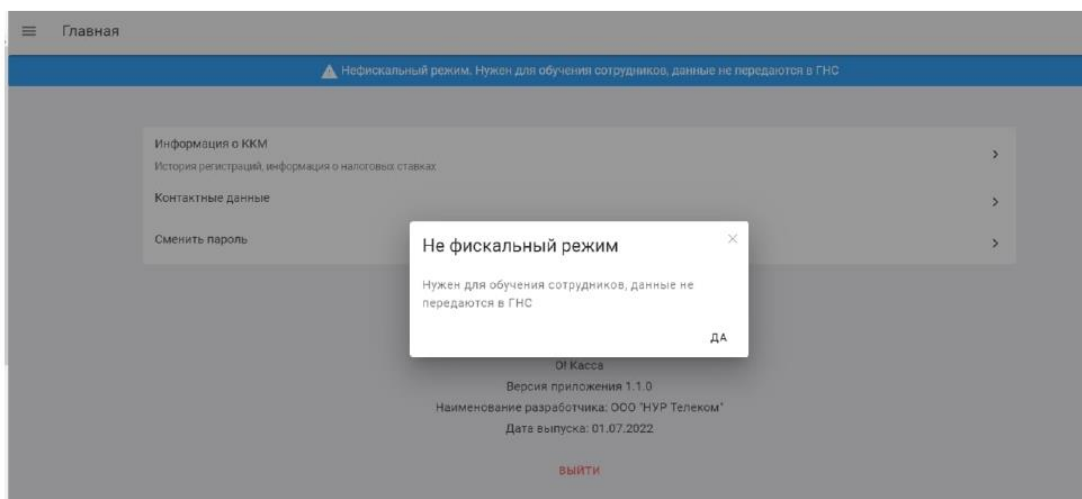 Главная
Нефискальный режим. Нужен для обучения сотрудников, данные не передаются в ГНС
Информация о ККМ
История регистраций, информация о налоговых ставках
Контактные данные
Сменить пароль
Не фискальный режим
Нужен для обучения сотрудников, данные не
передаются в ГНС
ДА
О! Касса
Версия приложения 1.1.0
Наименование разработчика: ООО "НУР Телеком"
Дата выпуска: 01.07.2022
ВЫЙТИ